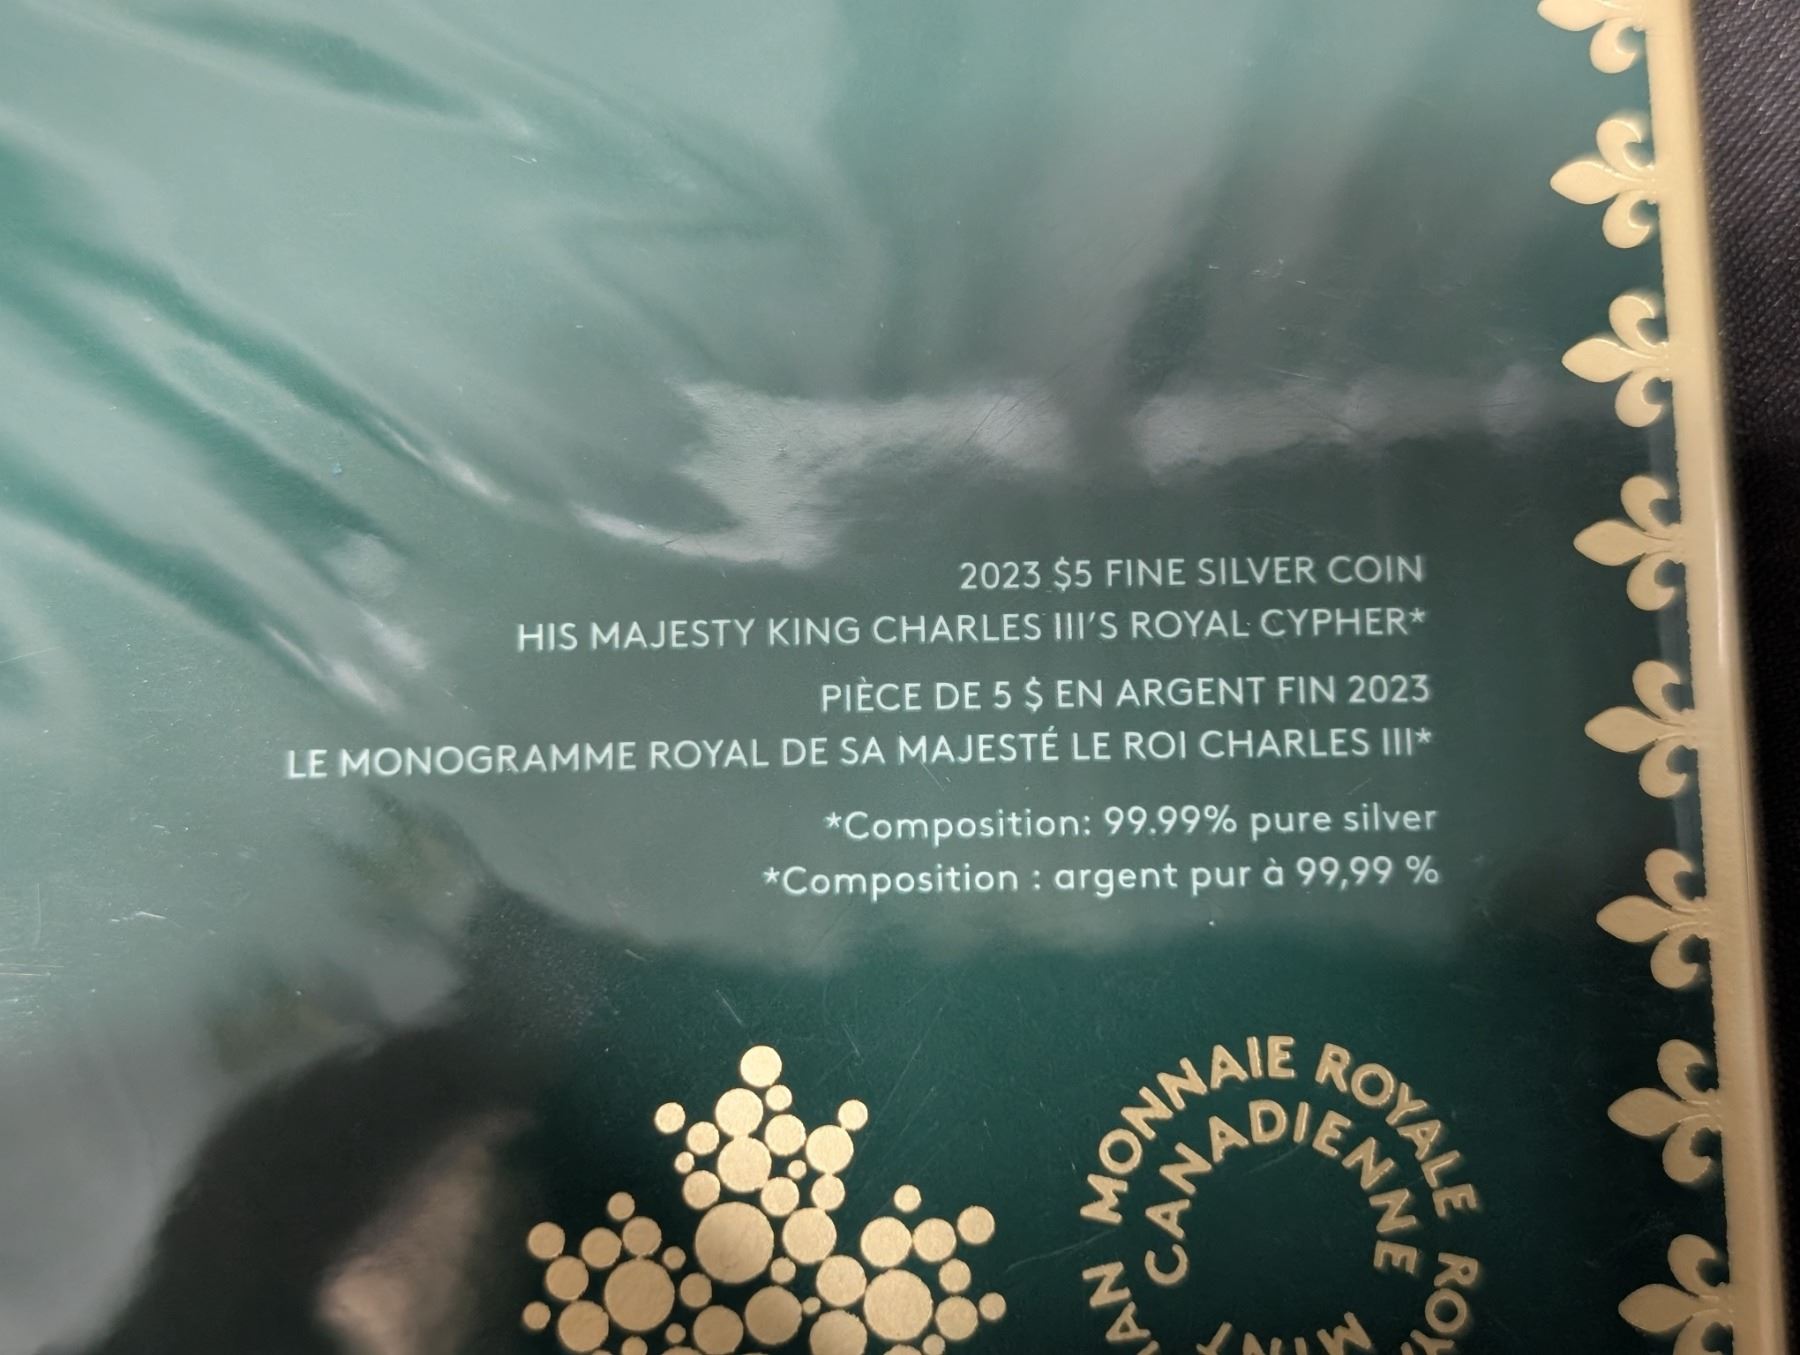 2023 $5 FINE SILVER COIN
HIS MAJESTY KING CHARLES III'S ROYAL CYPHER*
PIÈCE DE 5 $ EN ARGENT FIN 2023
LE MONOGRAMME ROYAL DE SA MAJESTÉ LE ROI CHARLES III*
*Composition: 99.99% pure silver
*Composition : argent pur à 99,99 %
MONNAIE ROYALE
CANADIENNE
MINT